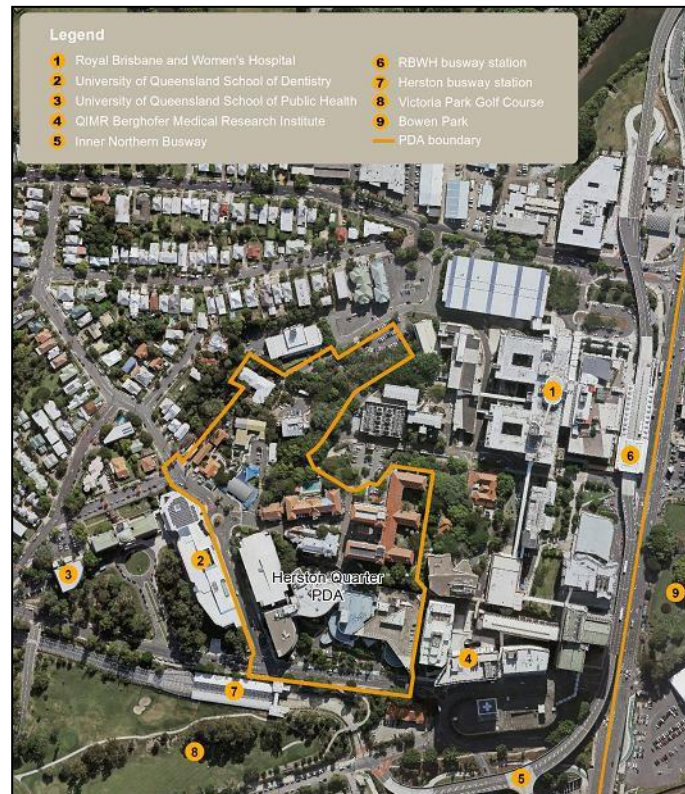 Legend
1 Royal Brisbane and Women's Hospital
2 University of Queensland School of Dentistry
3 University of Queensland School of Public Health
4 QIMR Berghofer Medical Research Institute
5 Inner Northern Busway
6 RBWH busway station
7 Herston busway station
8 Victoria Park Golf Course
9 Bowen Park
PDA boundary
1
6
2
3
Herston Quarter
PDA
9
4
7
8
5